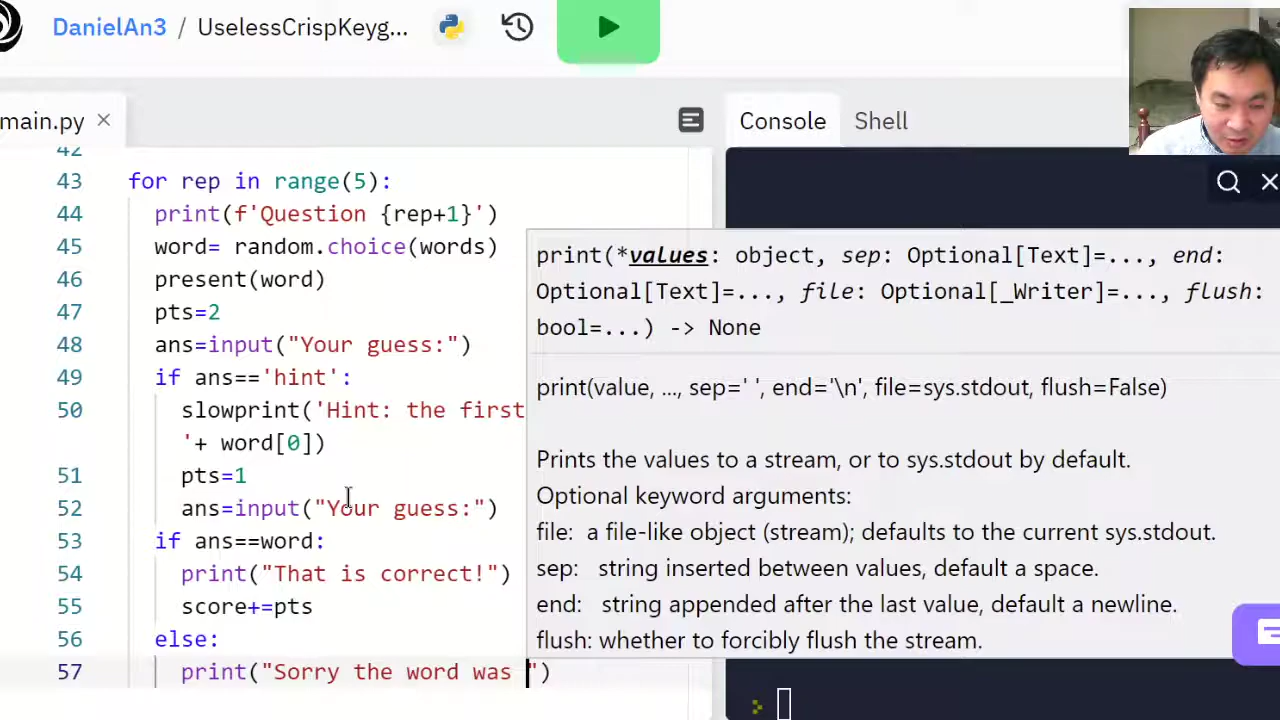 DanielAn3 / UselessCrispKeyg...
main.py ×
Console Shell
42
43 for rep in range(5):
44 print(f'Question {rep+1}')
45 word= random.choice(words)
46 present(word)
47 pts=2
48 ans=input("Your guess:")
49 if ans=='hint':
50 slowprint('Hint: the first
'+ word[0])
51 pts=1
52 ans=input("Your guess:")
53 if ans==word:
54 print("That is correct!")
55 score+=pts
56 else:
57 print("Sorry the word was ")
print(*values: object, sep: Optional[Text]=..., end:
Optional[Text]=..., file: Optional[_Writer]=..., flush:
bool=...) -> None
print(value, ..., sep=' ', end='\n', file=sys.stdout, flush=False)
Prints the values to a stream, or to sys.stdout by default.
Optional keyword arguments:
file: a file-like object (stream); defaults to the current sys.stdout.
sep: string inserted between values, default a space.
end: string appended after the last value, default a newline.
flush: whether to forcibly flush the stream.